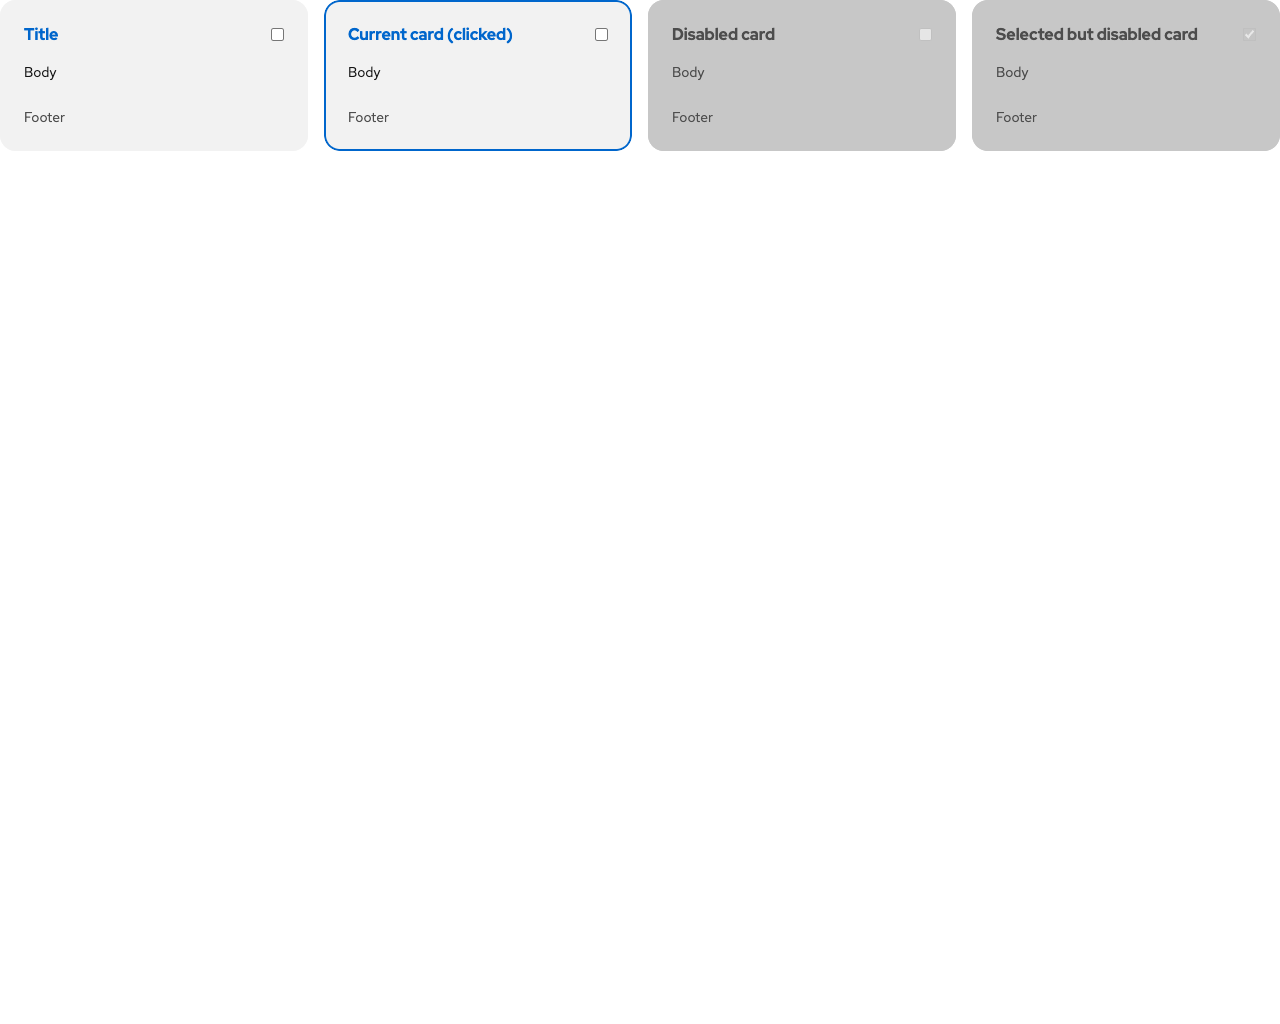 Title
Body
Footer
Current card (clicked)
Body
Footer
Disabled card
Body
Footer
Selected but disabled card
Body
Footer